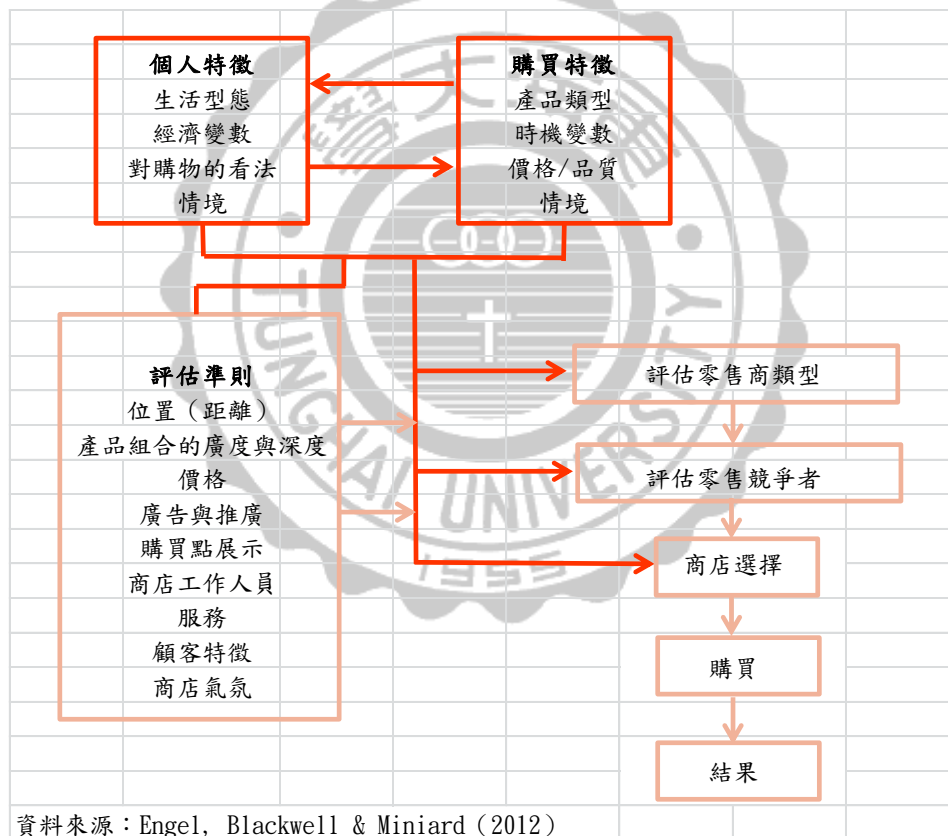 個人特徵
生活型態
經濟變數
對購物的看法
情境
購買特徵
產品類型
時機變數
價格/品質
情境
評估準則
位置（距離）
產品組合的廣度與深度
價格
廣告與推廣
購買點展示
商店工作人員
服務
顧客特徵
商店氣氛
評估零售商類型
評估零售競爭者
商店選擇
購買
結果
TUNGHAI UNIVERSITY
1955
資料來源：Engel, Blackwell & Miniard（2012）